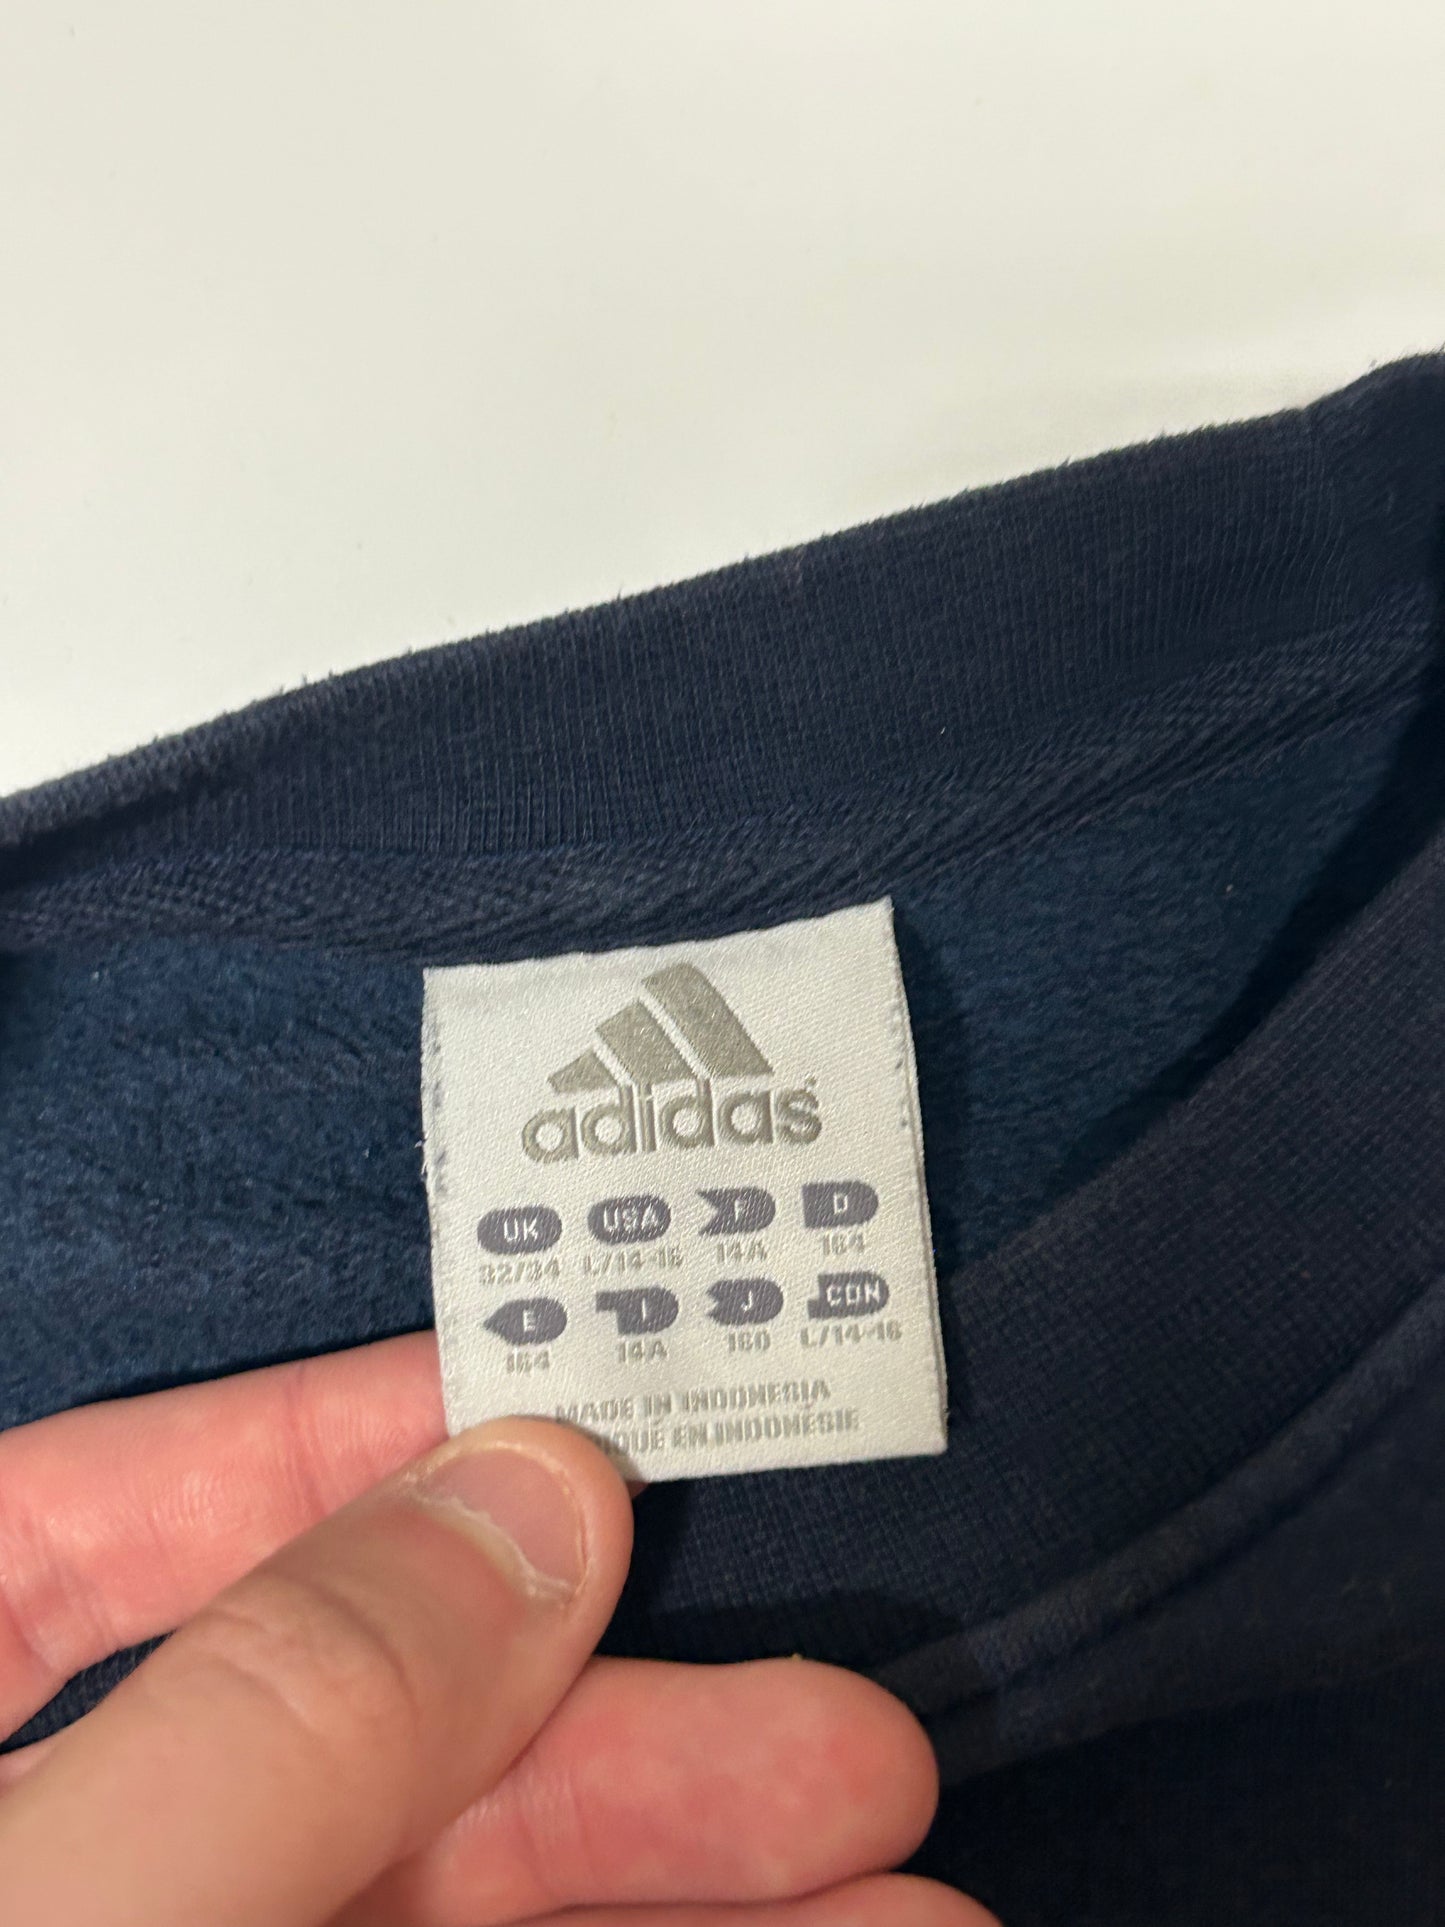 adidas
UK USA F D
32/34 L/14-16 14A 164
E I J CDN
164 14A 160 L/14-16
MADE IN INDONESIA
EN INDONÉSIE